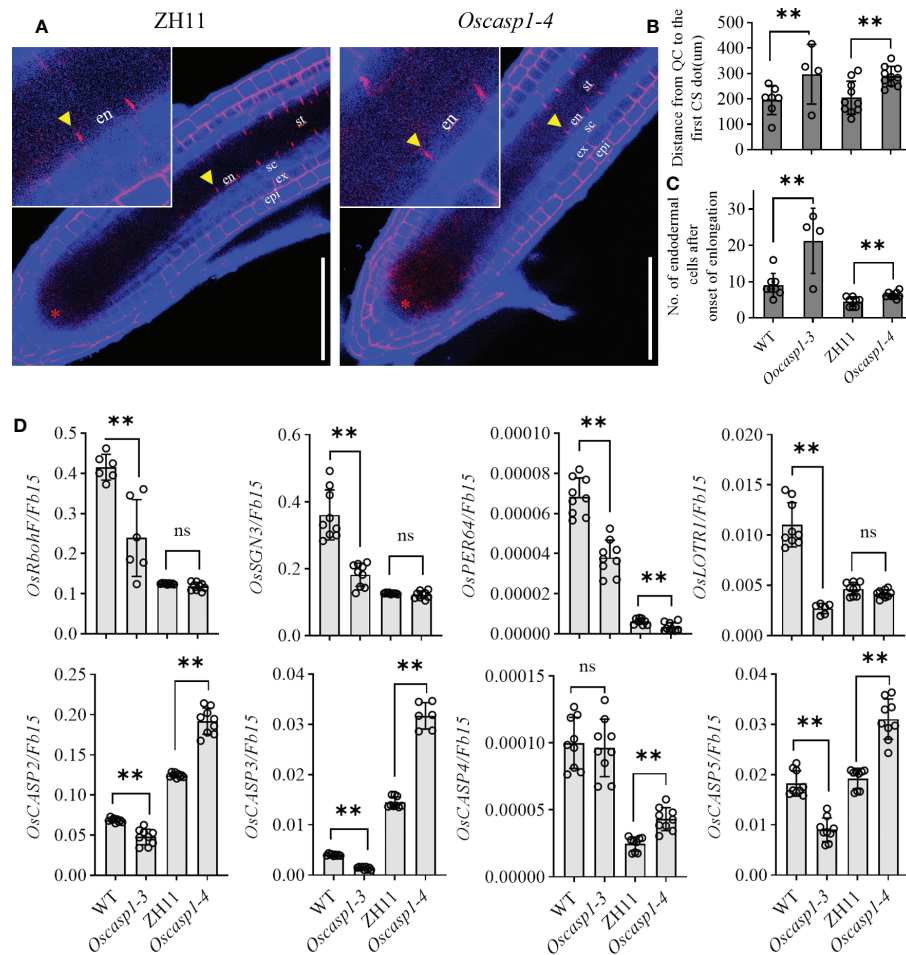 A
ZH11
Oscasp1-4
en
st
en
sc
ex
epi
*
en
st
en
sc
ex
epi
*
B
Distance from QC to the
first CS dot(um)
500
400
300
200
100
0
**
**
C
No. of endodermal
cells after
onset of enlongation
30
20
10
0
**
**
WT
Oocasp1-3
ZH11
Oscasp1-4
D
OsRbohF/Fb15
0.5
0.4
0.3
0.2
0.1
0.0
**
ns
OsSGN3/Fb15
0.6
0.4
0.2
0.0
**
ns
OsPER64/Fb15
0.00010
0.00008
0.00006
0.00004
0.00002
0.00000
**
**
OsLOTR1/Fb15
0.020
0.015
0.010
0.005
0.000
**
ns
OsCASP2/Fb15
0.25
0.20
0.15
0.10
0.05
0.00
**
**
WT
Oscasp1-3
ZH11
Oscasp1-4
OsCASP3/Fb15
0.04
0.03
0.02
0.01
0.00
**
**
WT
Oscasp1-3
ZH11
Oscasp1-4
OsCASP4/Fb15
0.00015
0.00010
0.00005
0.00000
ns
**
WT
Oscasp1-3
ZH11
Oscasp1-4
OsCASP5/Fb15
0.04
0.03
0.02
0.01
0.00
**
**
WT
Oscasp1-3
ZH11
Oscasp1-4